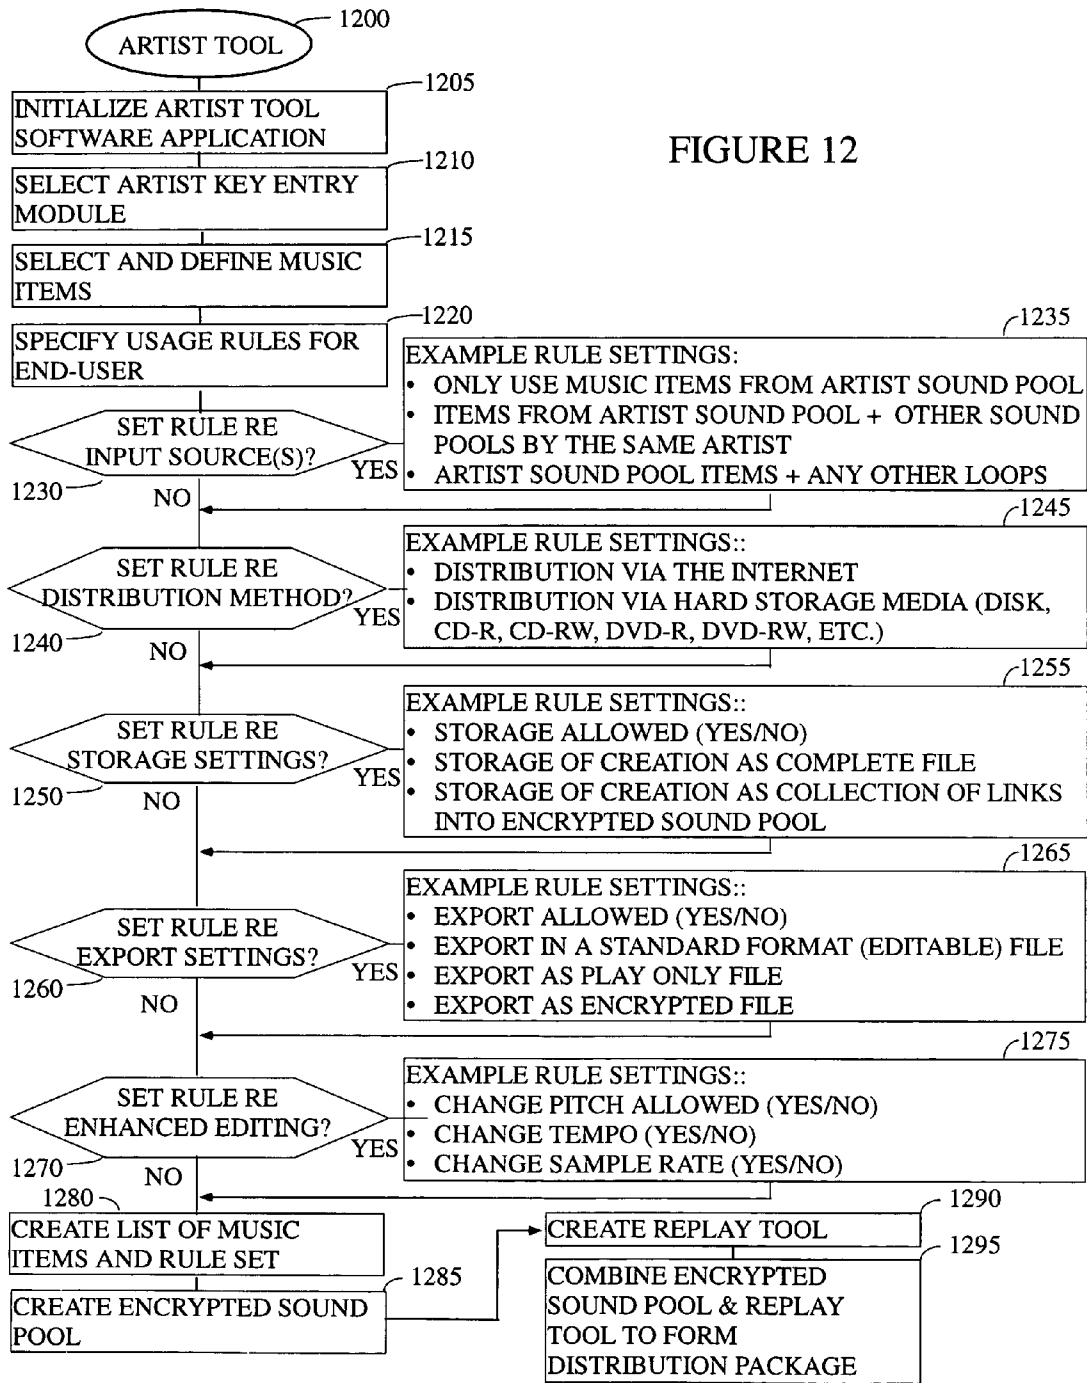 1200
ARTIST TOOL
1205
INITIALIZE ARTIST TOOL
SOFTWARE APPLICATION
FIGURE 12
1210
SELECT ARTIST KEY ENTRY
MODULE
1215
SELECT AND DEFINE MUSIC
ITEMS
1220
SPECIFY USAGE RULES FOR
END-USER
1235
EXAMPLE RULE SETTINGS:
• ONLY USE MUSIC ITEMS FROM ARTIST SOUND POOL
• ITEMS FROM ARTIST SOUND POOL + OTHER SOUND
POOLS BY THE SAME ARTIST
• ARTIST SOUND POOL ITEMS + ANY OTHER LOOPS
SET RULE RE
INPUT SOURCE(S)?
YES
1230
NO
1245
EXAMPLE RULE SETTINGS::
• DISTRIBUTION VIA THE INTERNET
• DISTRIBUTION VIA HARD STORAGE MEDIA (DISK,
CD-R, CD-RW, DVD-R, DVD-RW, ETC.)
SET RULE RE
DISTRIBUTION METHOD?
YES
1240
NO
1255
EXAMPLE RULE SETTINGS::
• STORAGE ALLOWED (YES/NO)
• STORAGE OF CREATION AS COMPLETE FILE
• STORAGE OF CREATION AS COLLECTION OF LINKS
INTO ENCRYPTED SOUND POOL
SET RULE RE
STORAGE SETTINGS?
YES
1250
NO
1265
EXAMPLE RULE SETTINGS::
• EXPORT ALLOWED (YES/NO)
• EXPORT IN A STANDARD FORMAT (EDITABLE) FILE
• EXPORT AS PLAY ONLY FILE
• EXPORT AS ENCRYPTED FILE
SET RULE RE
EXPORT SETTINGS?
YES
1260
NO
1275
EXAMPLE RULE SETTINGS::
• CHANGE PITCH ALLOWED (YES/NO)
• CHANGE TEMPO (YES/NO)
• CHANGE SAMPLE RATE (YES/NO)
SET RULE RE
ENHANCED EDITING?
YES
1270
NO
1280
CREATE LIST OF MUSIC
ITEMS AND RULE SET
1285
CREATE ENCRYPTED SOUND
POOL
1290
CREATE REPLAY TOOL
1295
COMBINE ENCRYPTED
SOUND POOL & REPLAY
TOOL TO FORM
DISTRIBUTION PACKAGE